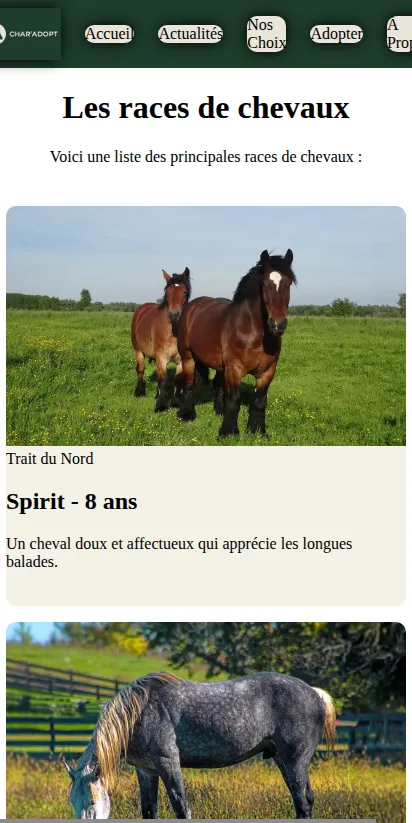 CHAR'ADOPT
Accueil
Actualités
Nos
Choix
Adopter
A
Prop
Les races de chevaux
Voici une liste des principales races de chevaux :
Trait du Nord
Spirit - 8 ans
Un cheval doux et affectueux qui apprécie les longues
balades.